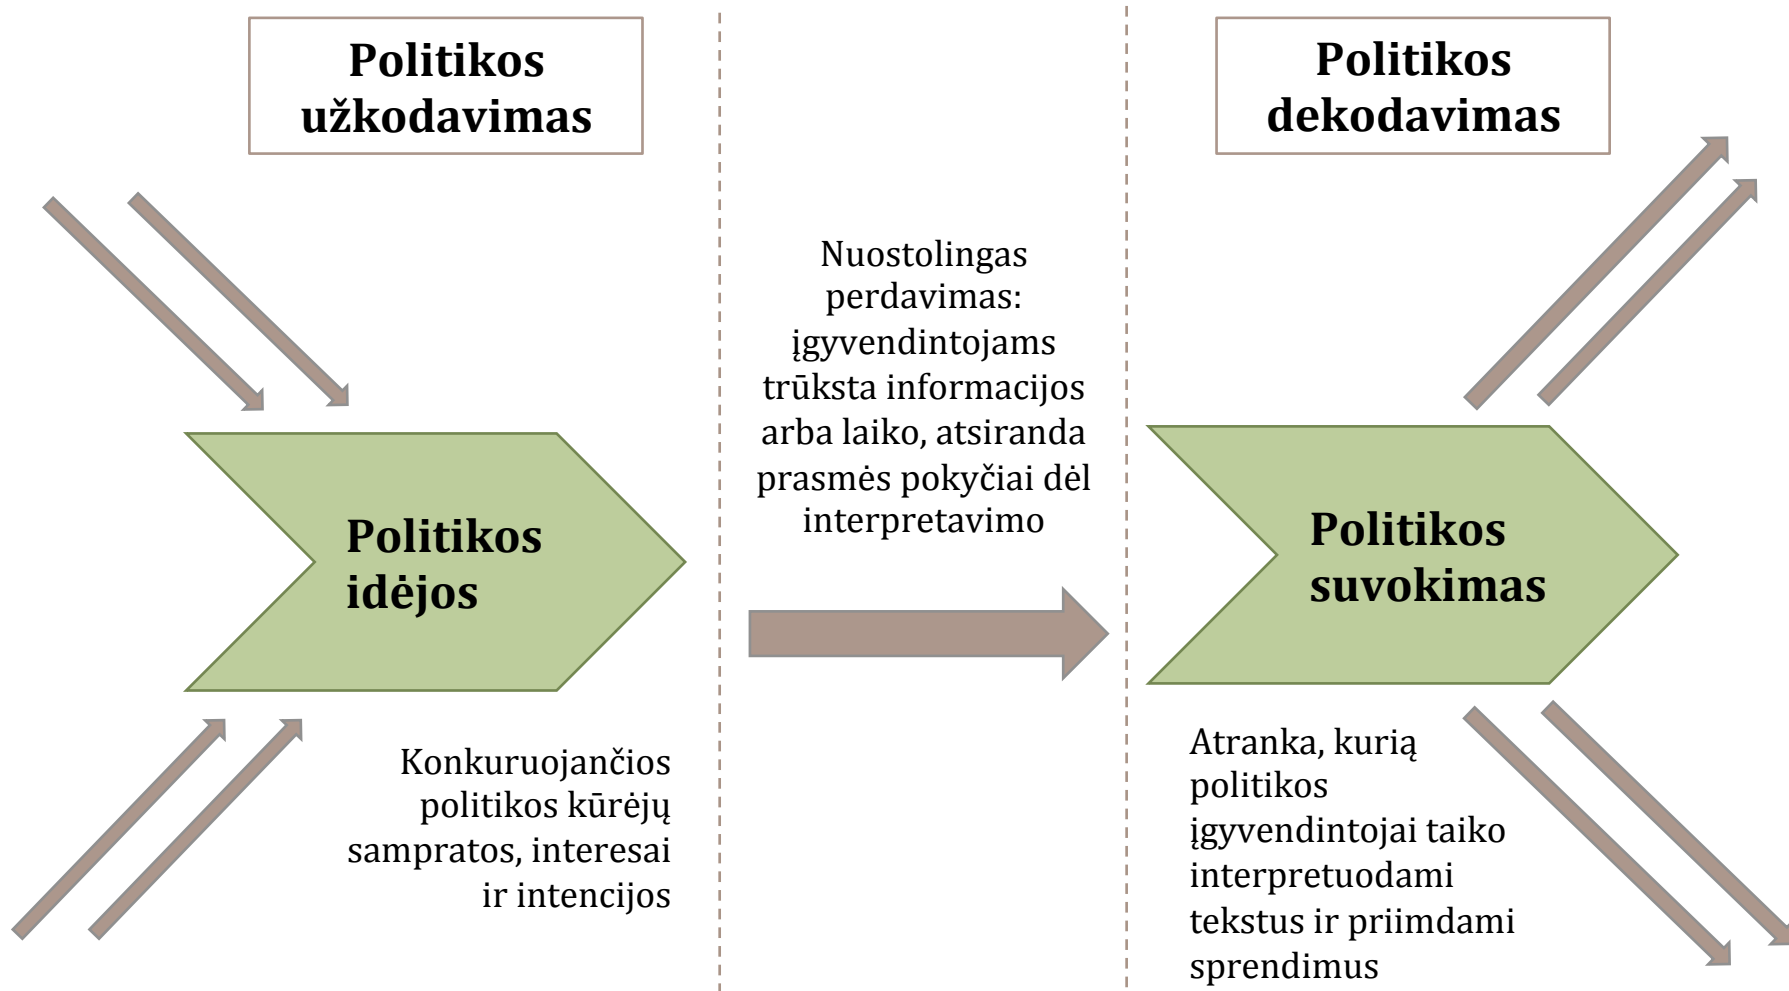 Politikos
užkodavimas
Politikos
idėjos
Konkuruojančios
politikos kūrėjų
sampratos, interesai
ir intencijos
Nuostolingas
perdavimas:
įgyvendintojams
trūksta informacijos
arba laiko, atsiranda
prasmės pokyčiai dėl
interpretavimo
Politikos
dekodavimas
Politikos
suvokimas
Atranka, kurią
politikos
įgyvendintojai taiko
interpretuodami
tekstus ir priimdami
sprendimus